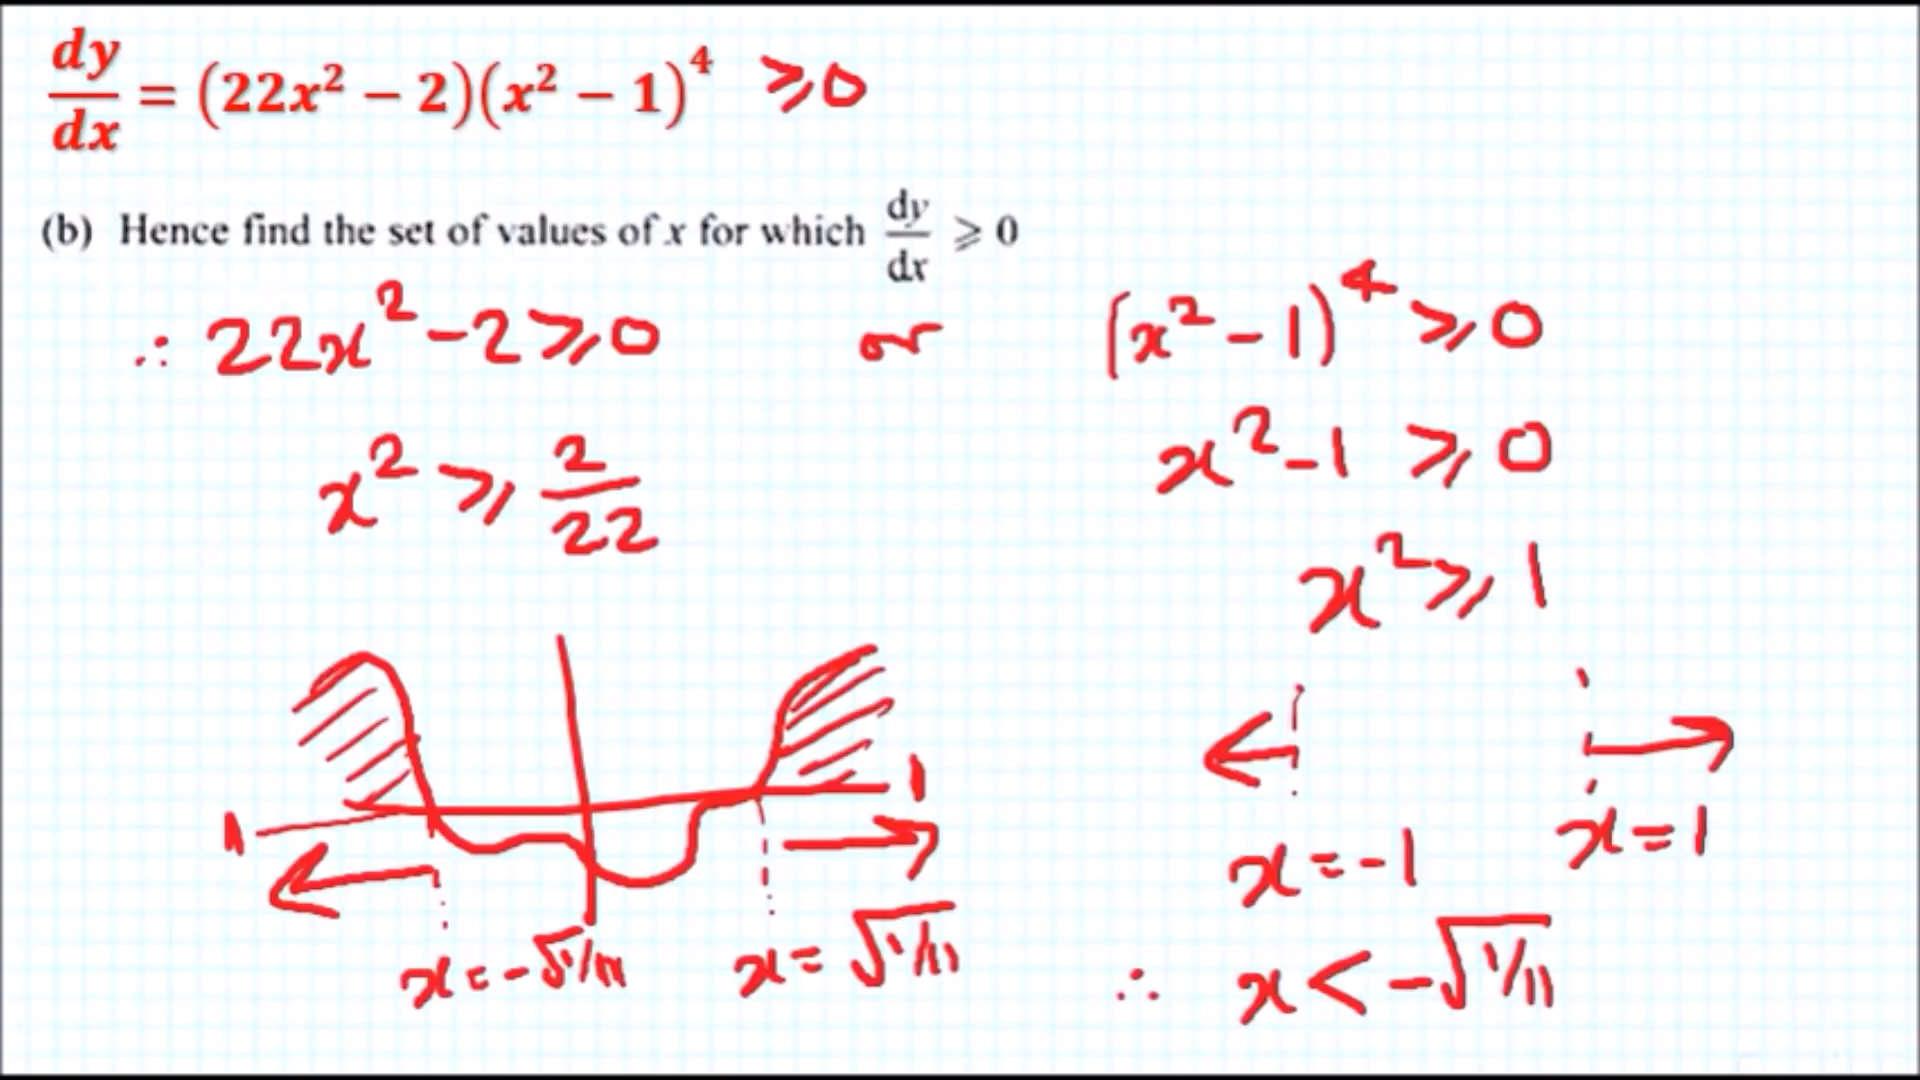 dy/dx = (22x² − 2)(x² − 1)⁴ ⩾0
(b) Hence find the set of values of x for which dy/dx ⩾ 0
∴ 22x² -2⩾0 or (x² -1)⁴ ⩾0
x² ⩾ 2/22
x² -1 ⩾0
x² ⩾ 1
x = -1
x = 1
x = -√1/11
x = √1/11
∴ x < -√1/11